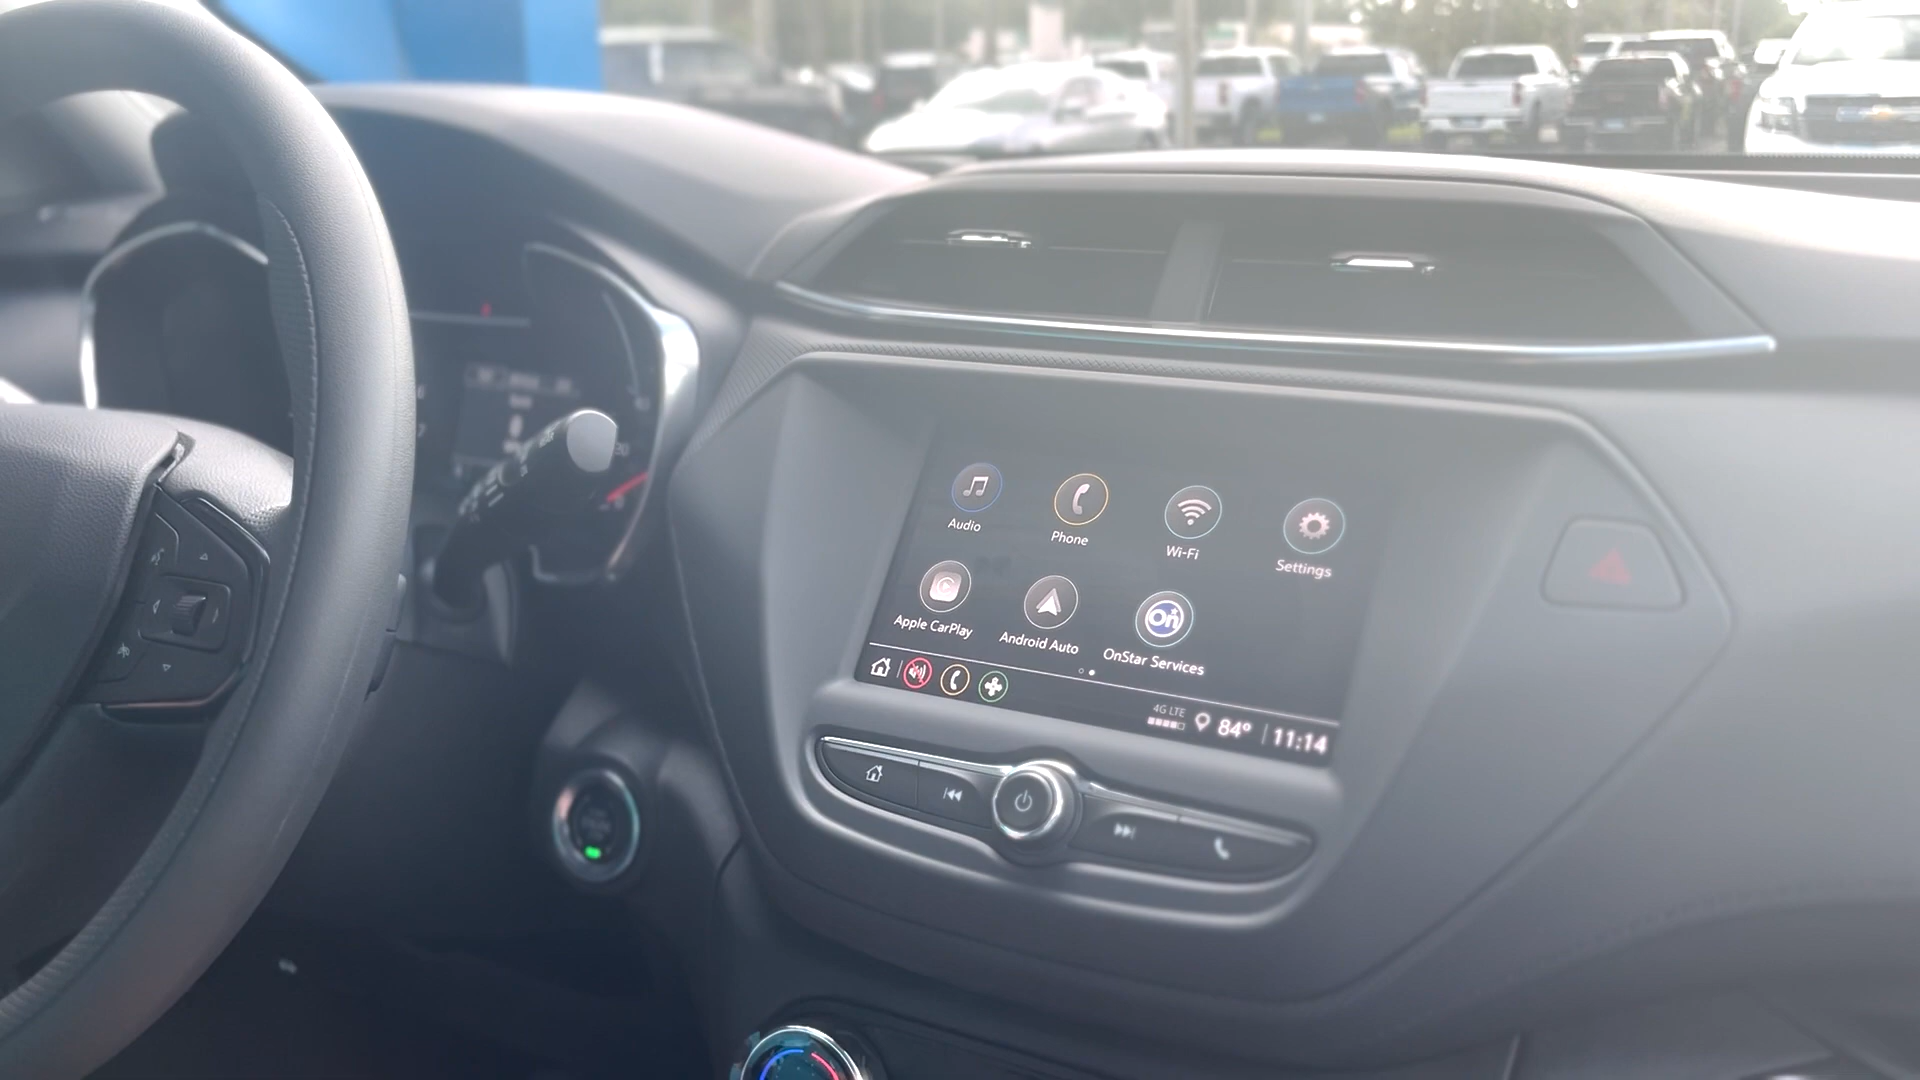 Audio
Phone
Wi-Fi
Settings
Apple CarPlay
Android Auto
On
OnStar Services
4G LTE
84°
11:14